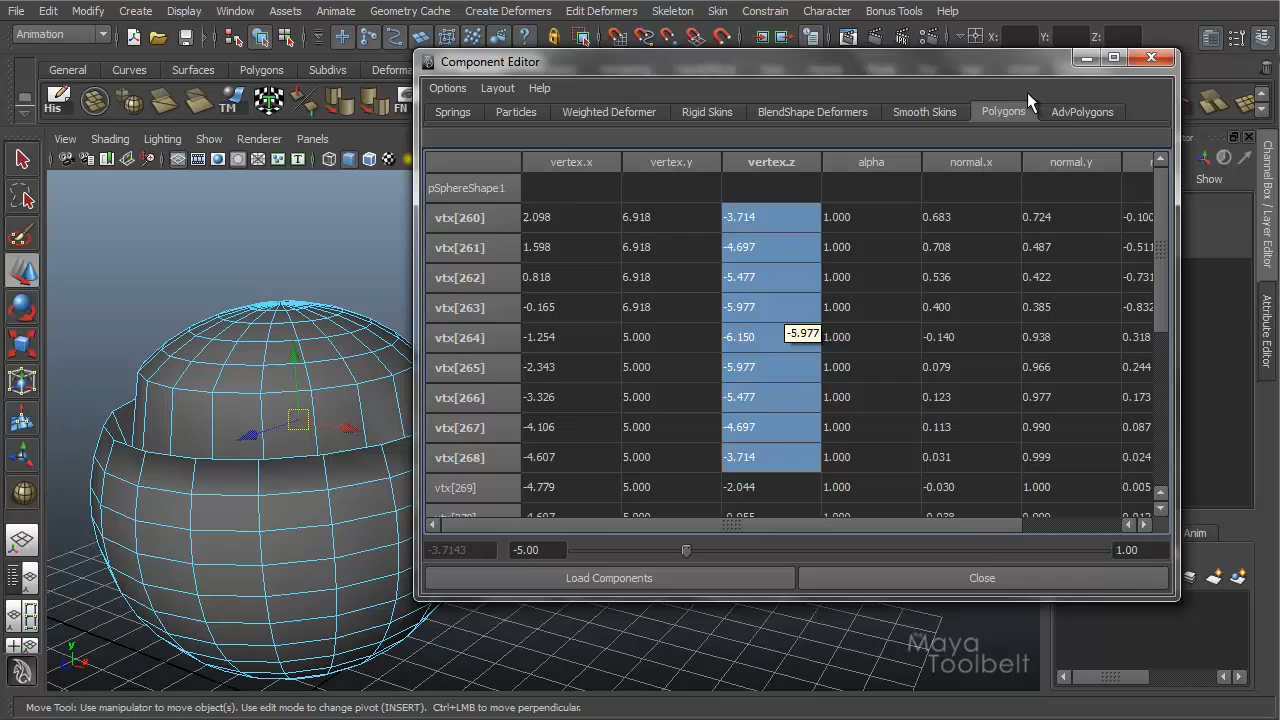 File Edit Modify Create Display Window Assets Animate Geometry Cache Create Deformers Edit Deformers Skeleton Skin Constrain Character Bonus Tools Help
Animation
X: Y: Z:
General Curves Surfaces Polygons Subdivs Deforma
Component Editor
His TM FN
Options Layout Help
Springs Particles Weighted Deformer Rigid Skins BlendShape Deformers Smooth Skins Polygons AdvPolygons
View Shading Lighting Show Renderer Panels
Show
Channel Box / Layer Editor
Attribute Editor
vertex.x vertex.y vertex.z alpha normal.x normal.y
pSphereShape1
vtx[260] 2.098 6.918 -3.714 1.000 0.683 0.724 -0.100
vtx[261] 1.598 6.918 -4.697 1.000 0.708 0.487 -0.511
vtx[262] 0.818 6.918 -5.477 1.000 0.536 0.422 -0.731
vtx[263] -0.165 6.918 -5.977 1.000 0.400 0.385 -0.832
-5.977
vtx[264] -1.254 5.000 -6.150 1.000 -0.140 0.938 0.318
vtx[265] -2.343 5.000 -5.977 1.000 0.079 0.966 0.244
vtx[266] -3.326 5.000 -5.477 1.000 0.123 0.977 0.173
vtx[267] -4.106 5.000 -4.697 1.000 0.113 0.990 0.087
vtx[268] -4.607 5.000 -3.714 1.000 0.031 0.999 0.024
vtx[269] -4.779 5.000 -2.044 1.000 -0.030 1.000 0.005
-3.7143 -5.00 1.00
Load Components Close
Anim
the
Maya
Toolbelt
y
x
Move Tool: Use manipulator to move object(s). Use edit mode to change pivot (INSERT). Ctrl+LMB to move perpendicular.